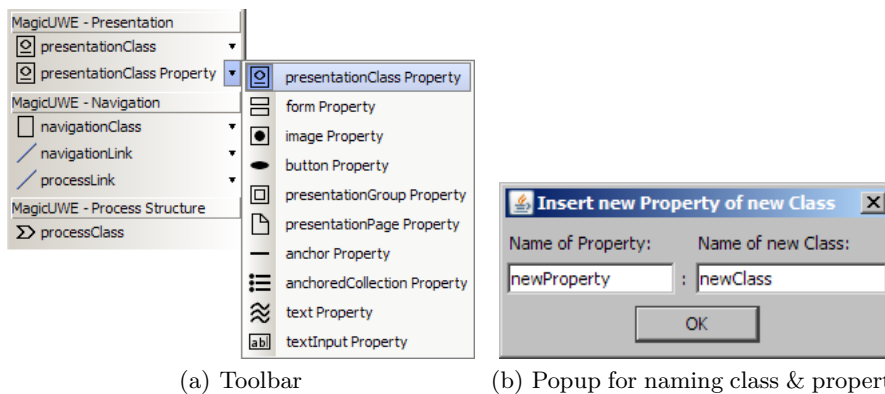 MagicUWE - Presentation
presentationClass
presentationClass Property
MagicUWE - Navigation
navigationClass
navigationLink
processLink
MagicUWE - Process Structure
processClass
presentationClass Property
form Property
image Property
button Property
presentationGroup Property
presentationPage Property
anchor Property
anchoredCollection Property
text Property
abl textInput Property
(a) Toolbar
Insert new Property of new Class
Name of Property: Name of new Class:
newProperty : newClass
OK
(b) Popup for naming class & propert